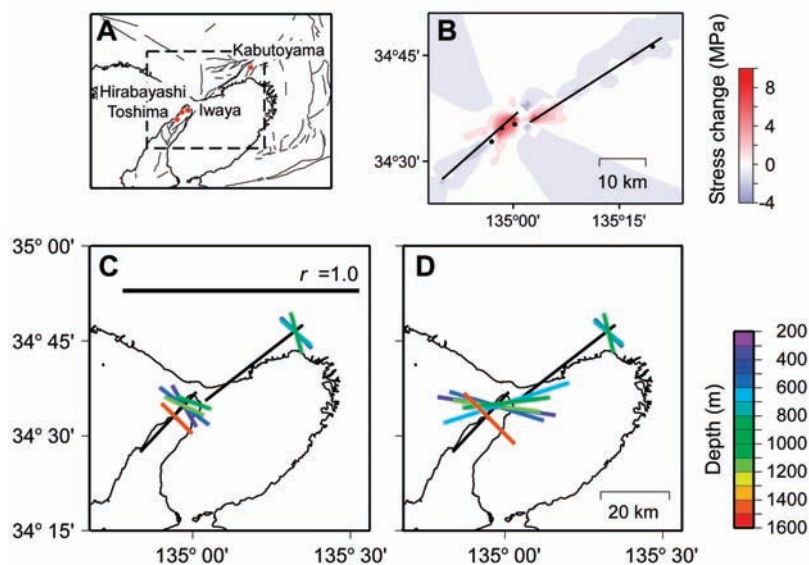 A
Kabutoyama
Hirabayashi
Toshima
Iwaya
B
34°45'
34°30'
10 km
135°00'
135°15'
Stress change (MPa)
8
4
0
-4
C
r =1.0
35° 00'
34° 45'
34° 30'
34° 15'
135° 00'
135° 30'
D
20 km
135° 00'
135° 30'
Depth (m)
200
400
600
800
1000
1200
1400
1600